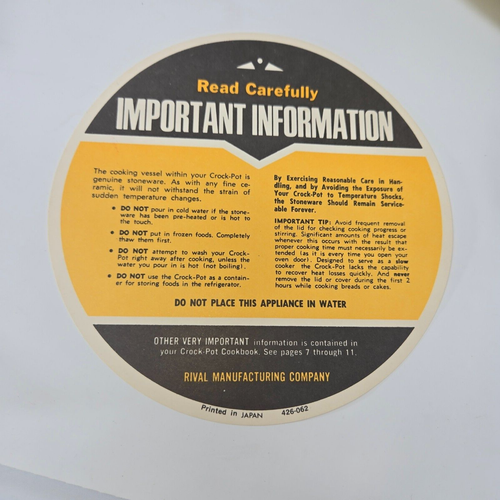 Read Carefully
IMPORTANT INFORMATION
The cooking vessel within your Crock-Pot is
genuine stoneware. As with any fine ce-
ramic, it will not withstand the strain of
sudden temperature changes.
• DO NOT pour in cold water if the stone-
ware has been pre-heated or is hot to
the touch.
• DO NOT put in frozen foods. Completely
thaw them first.
• DO NOT attempt to wash your Crock-
Pot right away after cooking, unless the
water you pour in is hot (not boiling).
• DO NOT use the Crock-Pot as a contain-
er for storing foods in the refrigerator.
By Exercising Reasonable Care in Han-
dling, and by Avoiding the Exposure of
Your Crock-Pot to Temperature Shocks,
the Stoneware Should Remain Service-
able Forever.
IMPORTANT TIP: Avoid frequent removal
of the lid for checking cooking progress or
stirring. Significant amounts of heat escape
whenever this occurs with the result that
proper cooking time must necessarily be ex-
tended (as it is every time you open your
oven door). Designed to serve as a slow
cooker, the Crock-Pot lacks the capability
to recover heat losses quickly. And never
remove the lid or cover during the first 2
hours while cooking breads or cakes.
DO NOT PLACE THIS APPLIANCE IN WATER
OTHER VERY IMPORTANT information is contained in
your Crock-Pot Cookbook. See pages 7 through 11.
RIVAL MANUFACTURING COMPANY
Printed in JAPAN 426-062